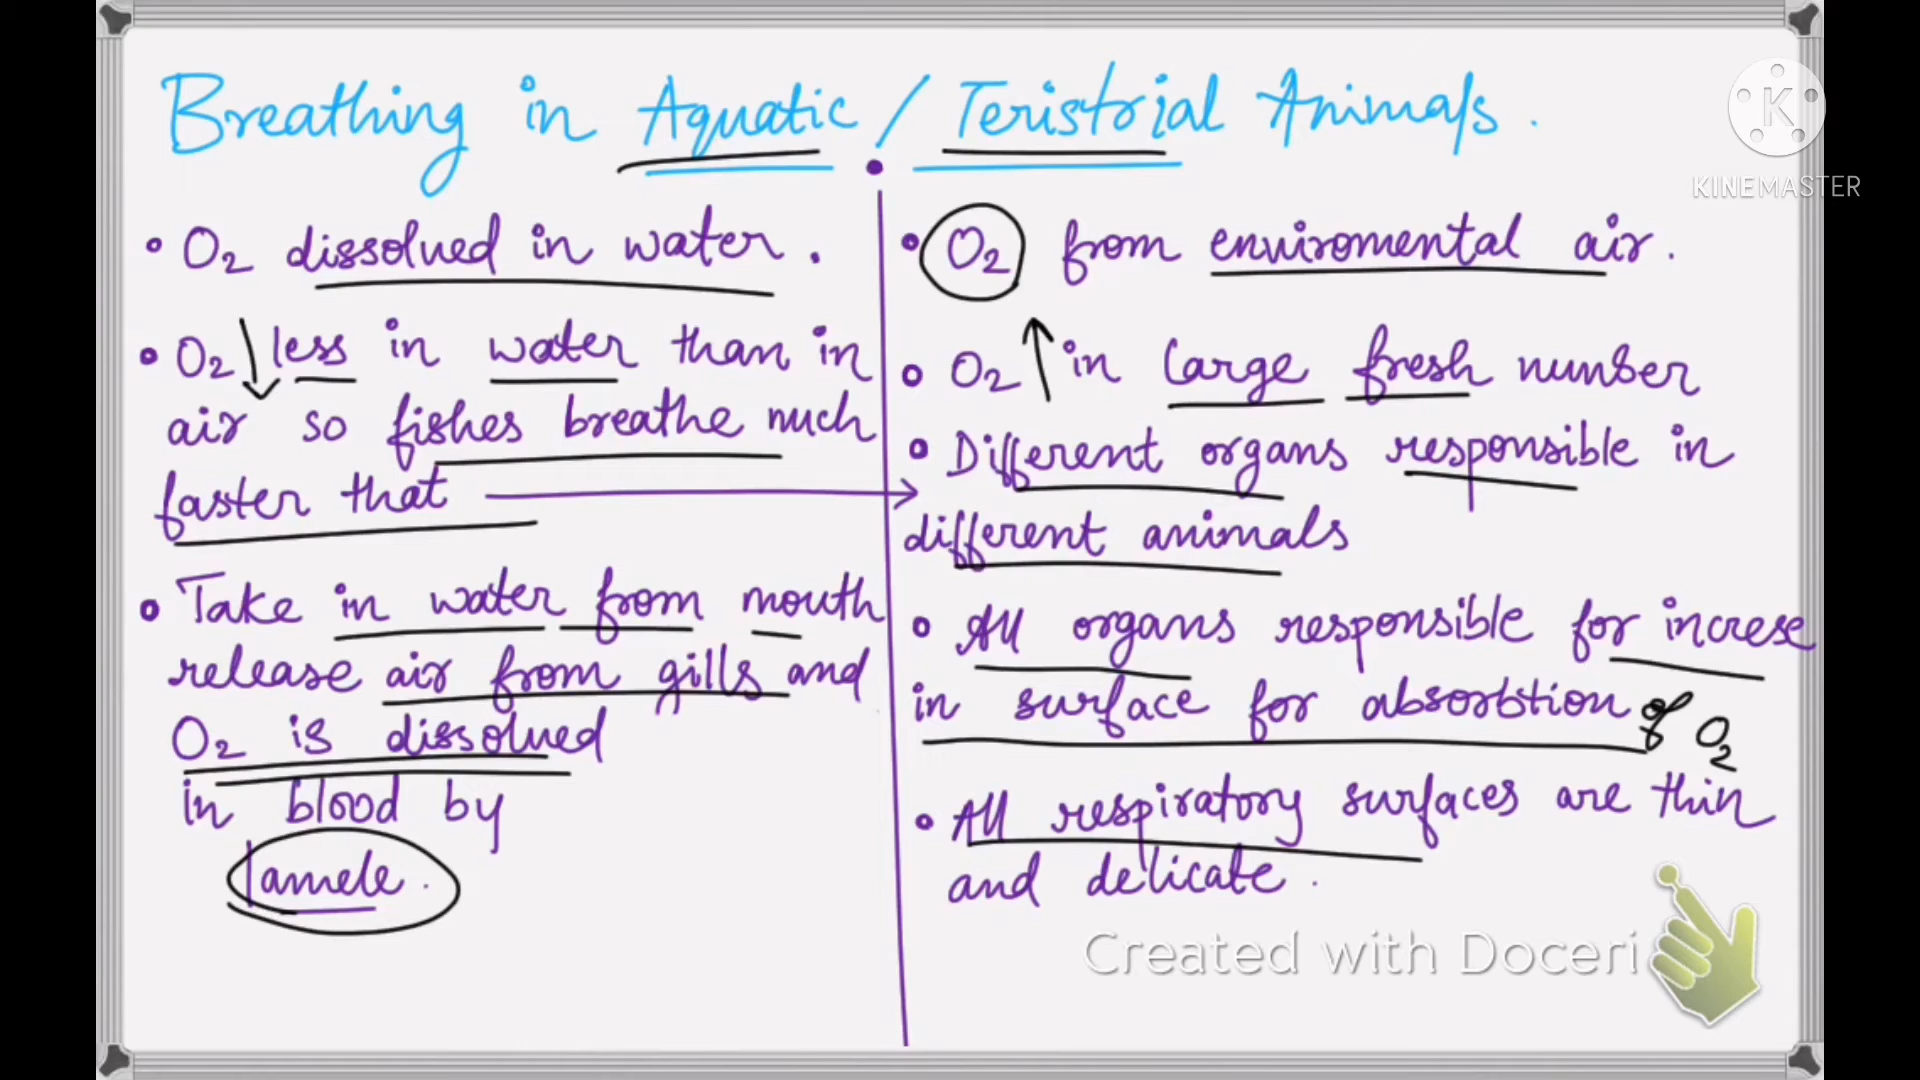 Breathing in Aquatic / Teristrial Animals.
KINEMASTER
• O2 dissolved in water.
• O2 ↓ less in water than in
air so fishes breathe much
faster that →
• Take in water from mouth
release air from gills and
O2 is dissolved
in blood by
lamele.
• O2 from enviromental air.
• O2 ↑ in large fresh number
• Different organs responsible in
different animals
• All organs responsible for increse
in surface for absorbtion of O2
• All respiratory surfaces are thin
and delicate.
Created with Doceri